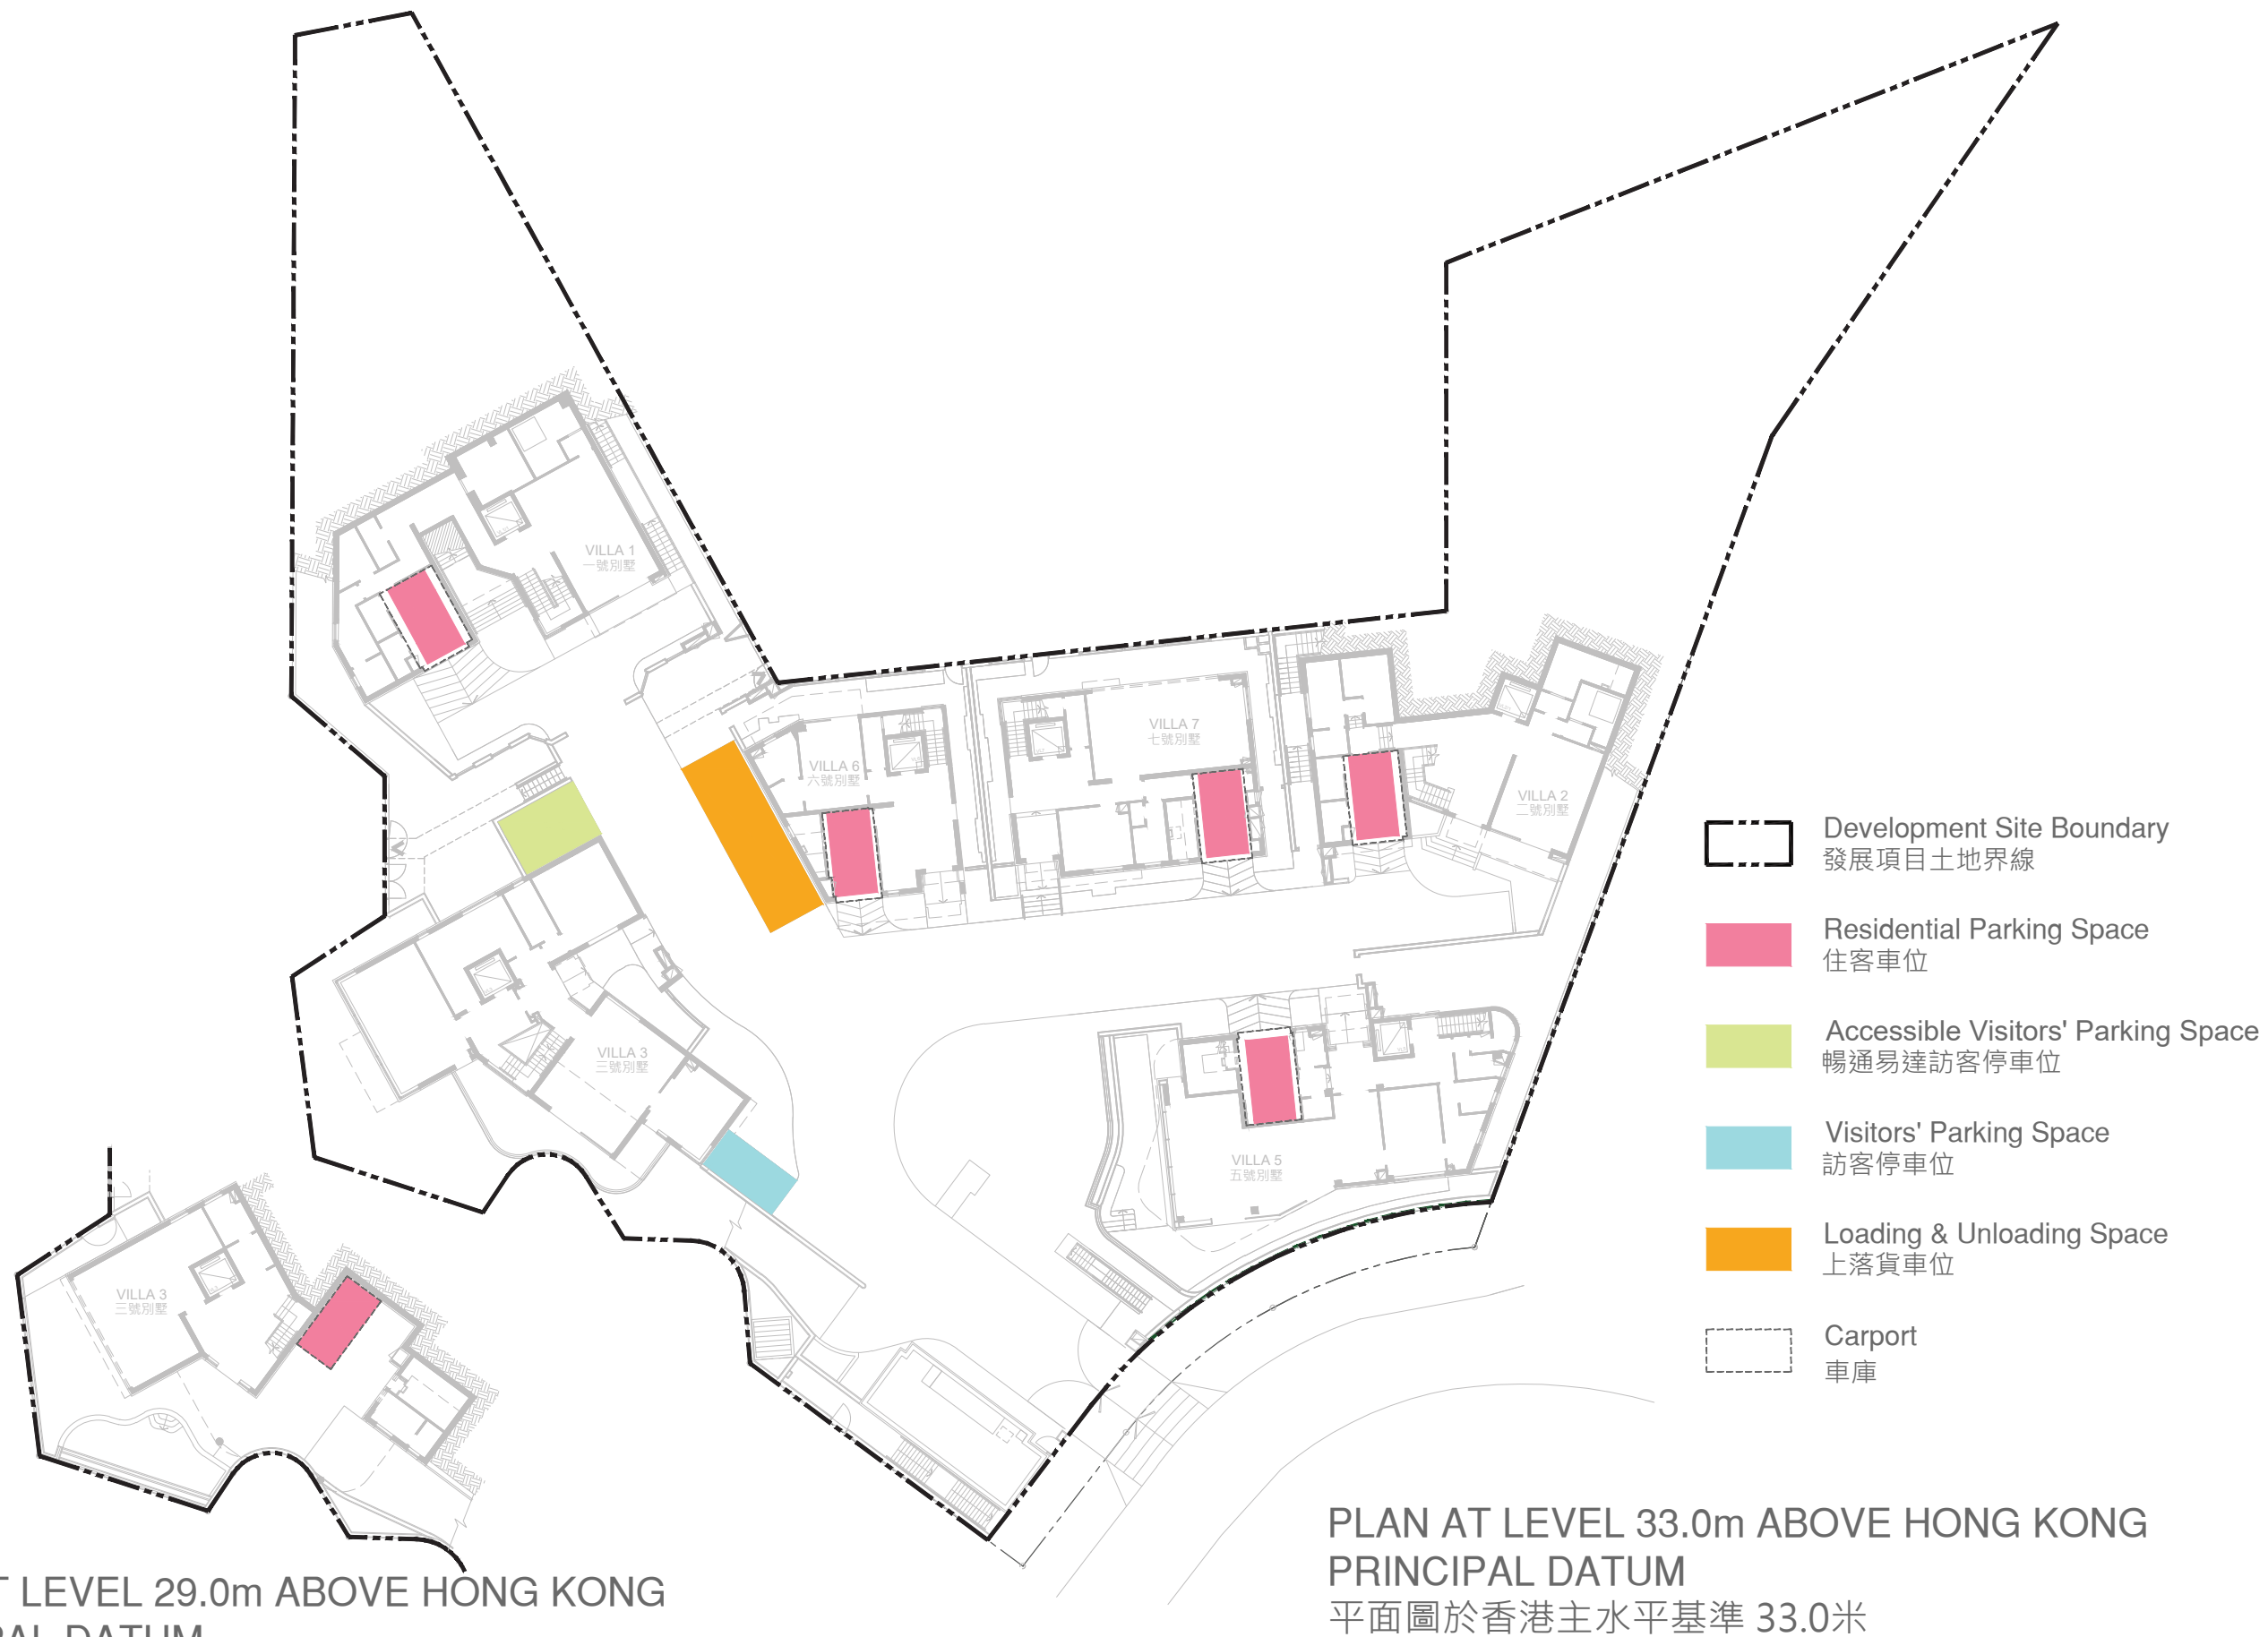 VILLA 1
一號別墅
VILLA 7
七號別墅
VILLA 6
六號別墅
VILLA 2
二號別墅
VILLA 3
三號別墅
VILLA 5
五號別墅
VILLA 3
三號別墅
Development Site Boundary
發展項目土地界線
Residential Parking Space
住客車位
Accessible Visitors' Parking Space
暢通易達訪客停車位
Visitors' Parking Space
訪客停車位
Loading & Unloading Space
上落貨車位
Carport
車庫
PLAN AT LEVEL 33.0m ABOVE HONG KONG
PRINCIPAL DATUM
平面圖於香港主水平基準 33.0米
LEVEL 29.0m ABOVE HONG KONG
DATUM